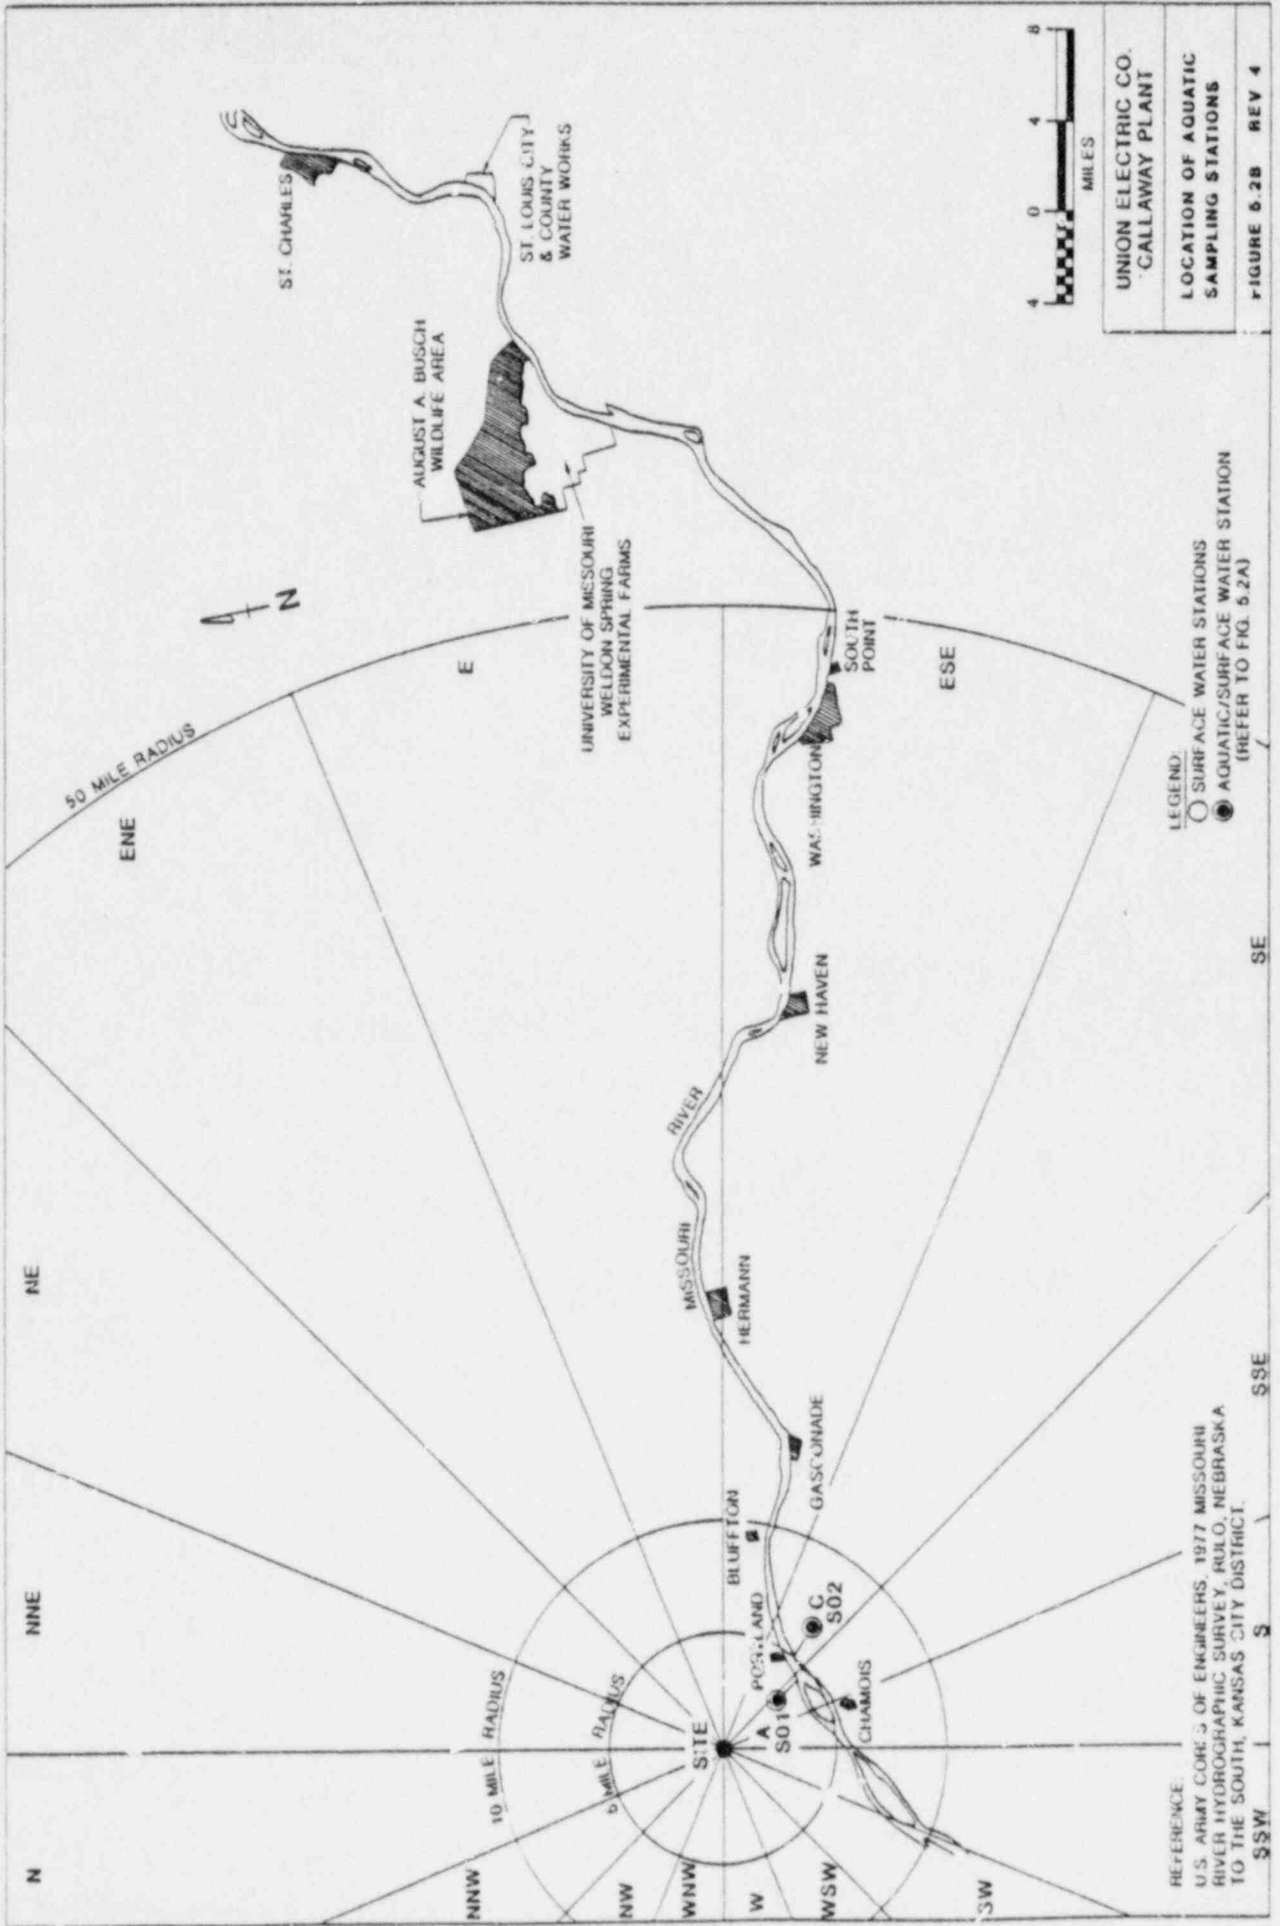 N
NNE
NE
ENE
50 MILE RADIUS
N
ST. CHARLES
AUGUST A. BUSCH
WILDLIFE AREA
ST. LOUIS CITY
& COUNTY
WATER WORKS
UNIVERSITY OF MISSOURI
WELDON SPRING
EXPERIMENTAL FARMS
E
NNW
NW
WNW
W
WSW
SW
10 MILE RADIUS
5 MILE RADIUS
SITE
A
S01
PORTLAND
C
S02
CHAMOIS
BLUFFTON
GASCONADE
HERMANN
MISSOURI RIVER
NEW HAVEN
WASHINGTON
SOUTH
POINT
ESE
SE
SSE
S
SSW
REFERENCE:
U.S. ARMY CORPS OF ENGINEERS, 1977 MISSOURI
RIVER HYDROGRAPHIC SURVEY, RULO, NEBRASKA
TO THE SOUTH, KANSAS CITY DISTRICT.
LEGEND:
SURFACE WATER STATIONS
AQUATIC/SURFACE WATER STATION
(REFER TO FIG. 5.2A)
4 0 4 8
MILES
UNION ELECTRIC CO.
CALLAWAY PLANT
LOCATION OF AQUATIC
SAMPLING STATIONS
FIGURE 5.2B REV 4